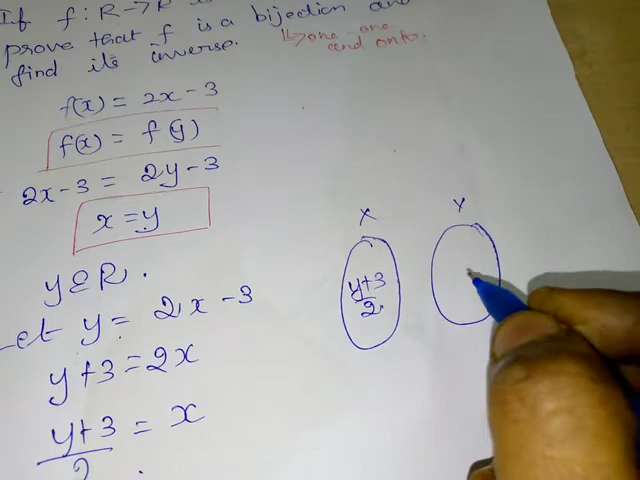 If f: R→R is
prove that f is a bijection and
find its inverse.
↳one one
and onto.
f(x) = 2x - 3
f(x) = f(y)
2x - 3 = 2y - 3
x = y
y∈R.
Let y = 2x - 3
y+3 = 2x
y+3/2 = x
X Y
y+3/2